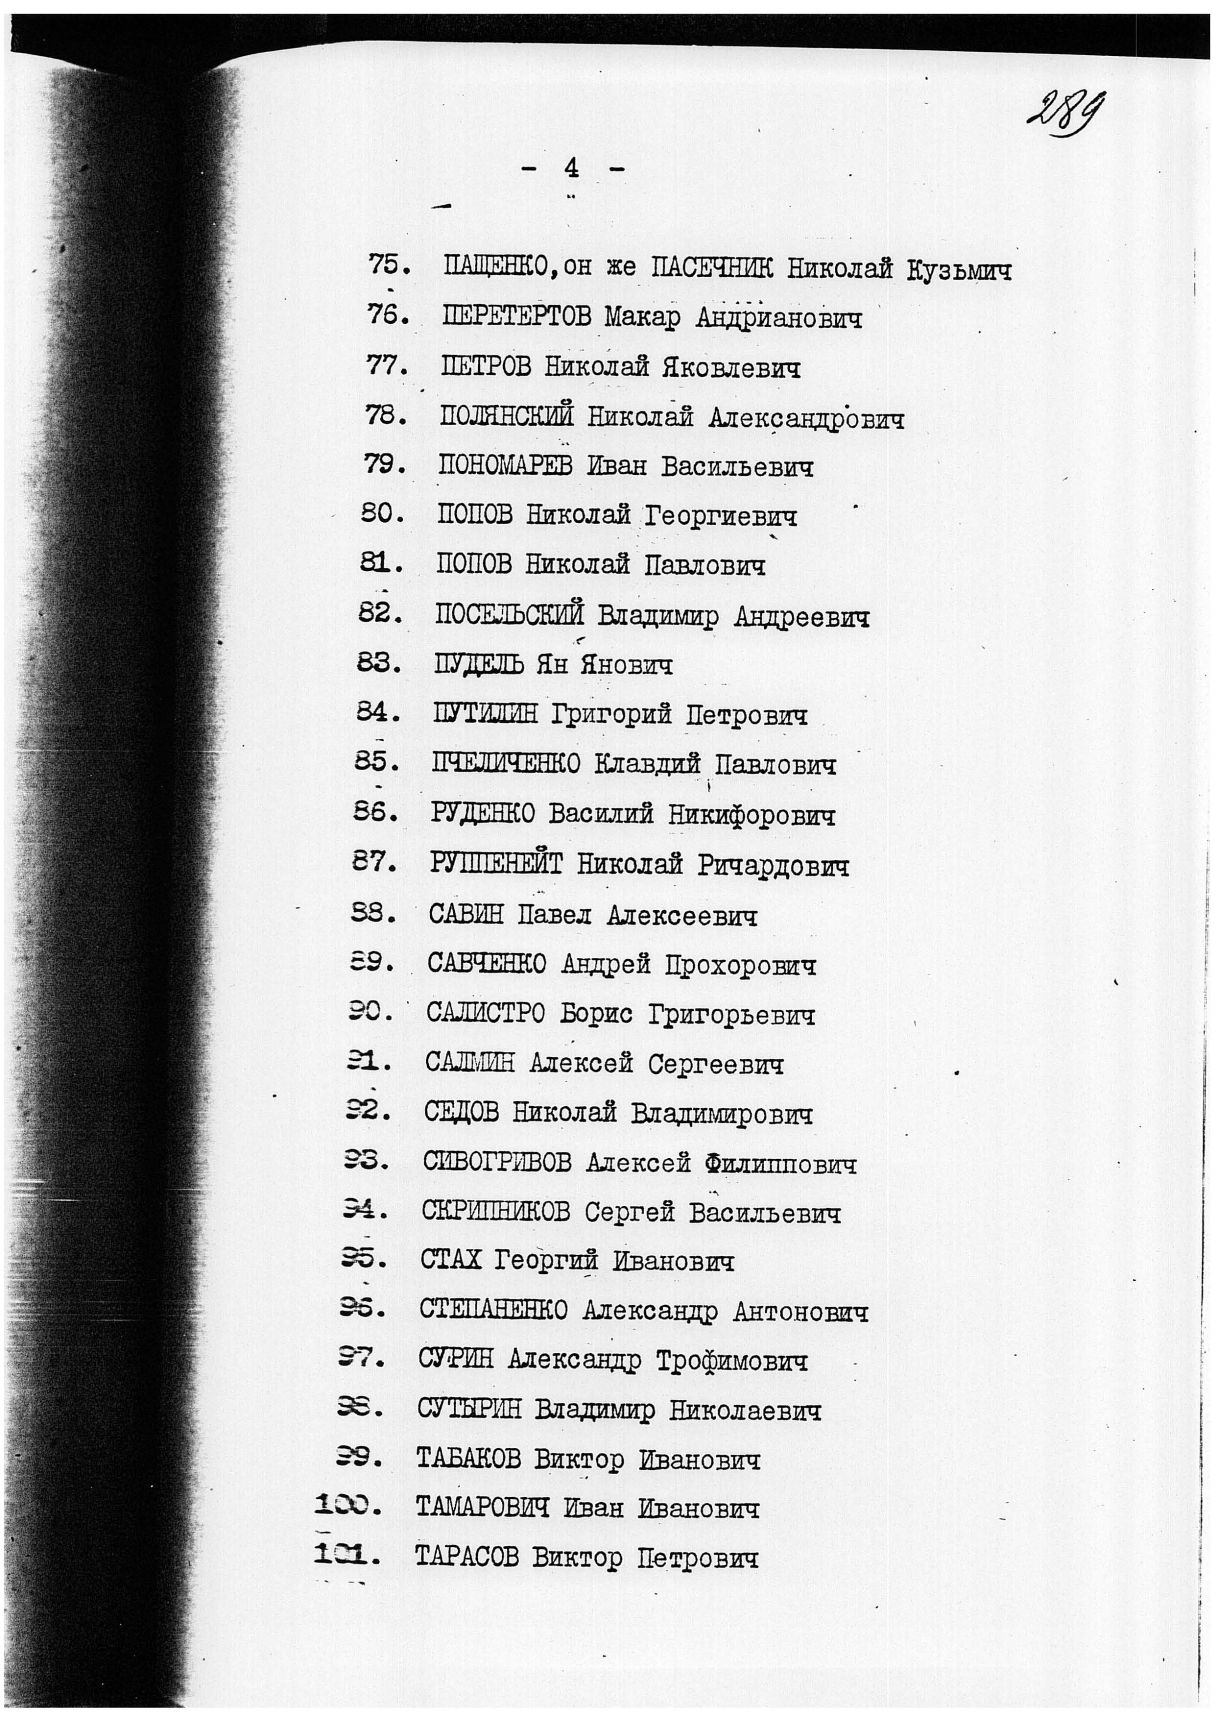 289
- 4 -
75. ПАЩЕНКО, он же ПАСЕЧНИК Николай Кузьмич
76. ПЕРЕТЕРТОВ Макар Андрианович
77. ПЕТРОВ Николай Яковлевич
78. ПОЛЯНСКИЙ Николай Александрович
79. ПОНОМАРЕВ Иван Васильевич
80. ПОПОВ Николай Георгиевич
81. ПОПОВ Николай Павлович
82. ПОСЕЛЬСКИЙ Владимир Андреевич
83. ПУДЕЛЬ Ян Янович
84. ПУТИЛИН Григорий Петрович
85. ПЧЕЛИЧЕНКО Клавдий Павлович
86. РУДЕНКО Василий Никифорович
87. РУППЕНЕЙТ Николай Ричардович
88. САВИН Павел Алексеевич
89. САВЧЕНКО Андрей Прохорович
90. САЛИСТРО Борис Григорьевич
91. САЛМИН Алексей Сергеевич
92. СЕДОВ Николай Владимирович
93. СИВОГРИВОВ Алексей Филиппович
94. СКРИПНИКОВ Сергей Васильевич
95. СТАХ Георгий Иванович
96. СТЕПАНЕНКО Александр Антонович
97. СУРИН Александр Трофимович
98. СУТЫРИН Владимир Николаевич
99. ТАБАКОВ Виктор Иванович
100. ТАМАРОВИЧ Иван Иванович
101. ТАРАСОВ Виктор Петрович